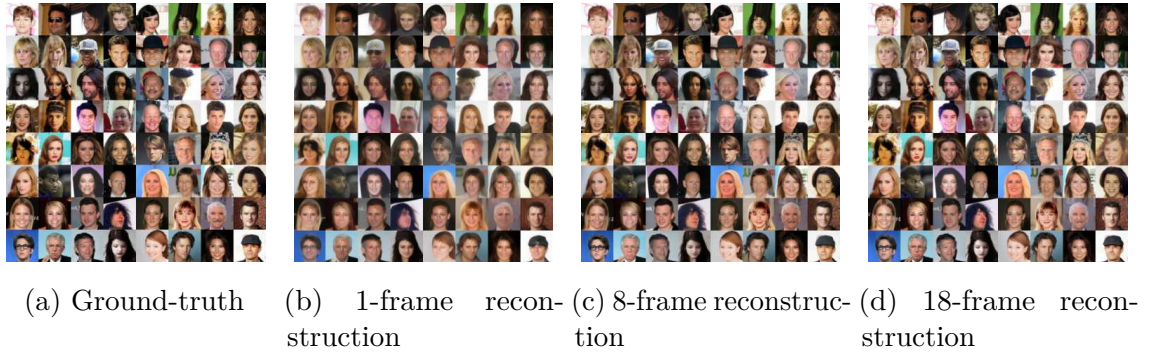 (a) Ground-truth
(b) 1-frame recon-
struction
(c) 8-frame reconstruc-
tion
(d) 18-frame recon-
struction